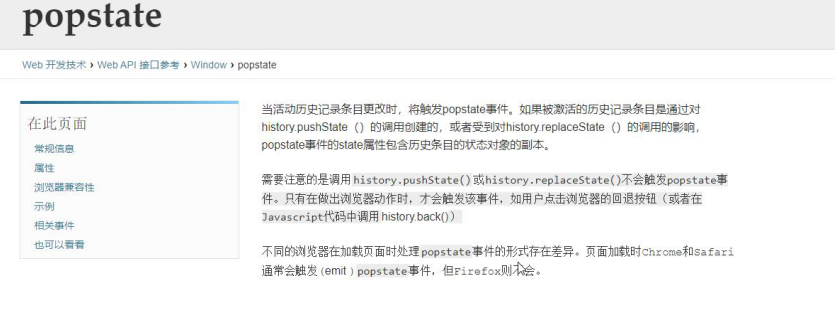 popstate
Web 开发技术 › Web API 接口参考 › Window › popstate
在此页面
常规信息
属性
浏览器兼容性
示例
相关事件
也可以看看
当活动历史记录条目更改时，将触发popstate事件。如果被激活的历史记录条目是通过对
history.pushState（）的调用创建的，或者受到对history.replaceState（）的调用的影响，
popstate事件的state属性包含历史条目的状态对象的副本。
需要注意的是调用history.pushState()或history.replaceState()不会触发popstate事
件。只有在做出浏览器动作时，才会触发该事件，如用户点击浏览器的回退按钮（或者在
Javascript代码中调用history.back()）
不同的浏览器在加载页面时处理popstate事件的形式存在差异。页面加载时Chrome和Safari
通常会触发(emit )popstate事件，但Firefox则不会。